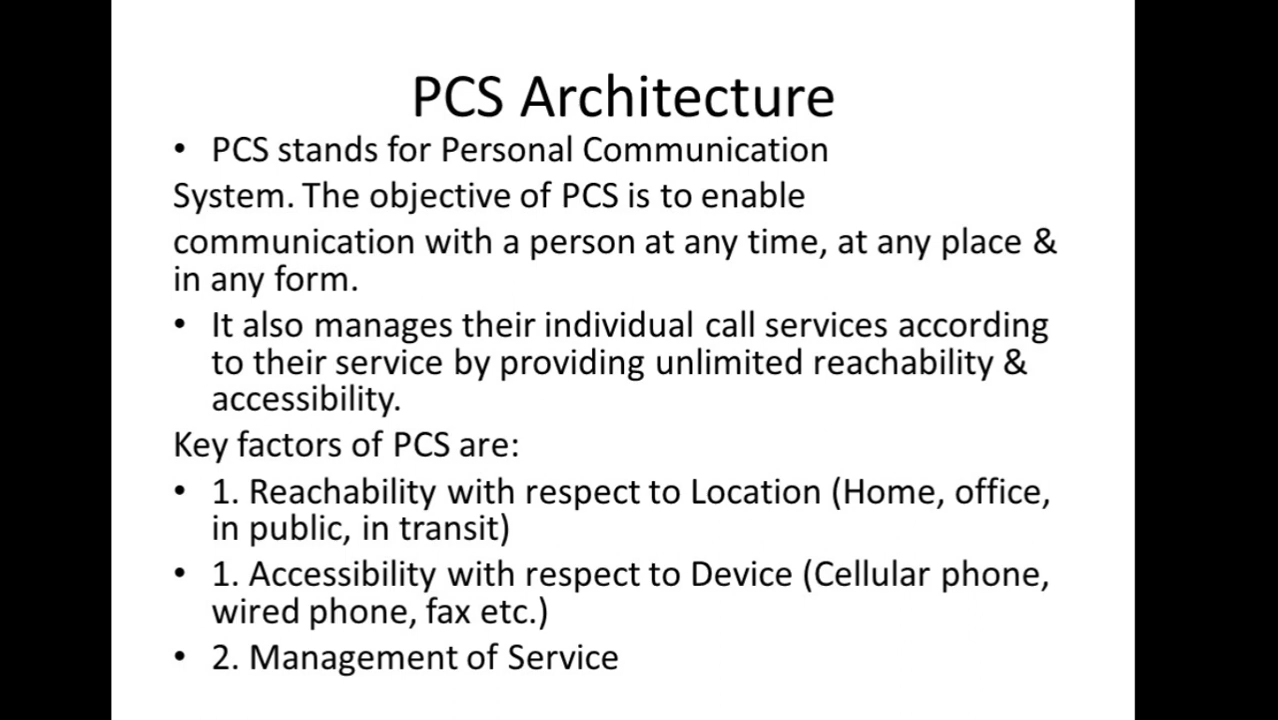 PCS Architecture
• PCS stands for Personal Communication
System. The objective of PCS is to enable
communication with a person at any time, at any place &
in any form.
• It also manages their individual call services according
to their service by providing unlimited reachability &
accessibility.
Key factors of PCS are:
• 1. Reachability with respect to Location (Home, office,
in public, in transit)
• 1. Accessibility with respect to Device (Cellular phone,
wired phone, fax etc.)
• 2. Management of Service